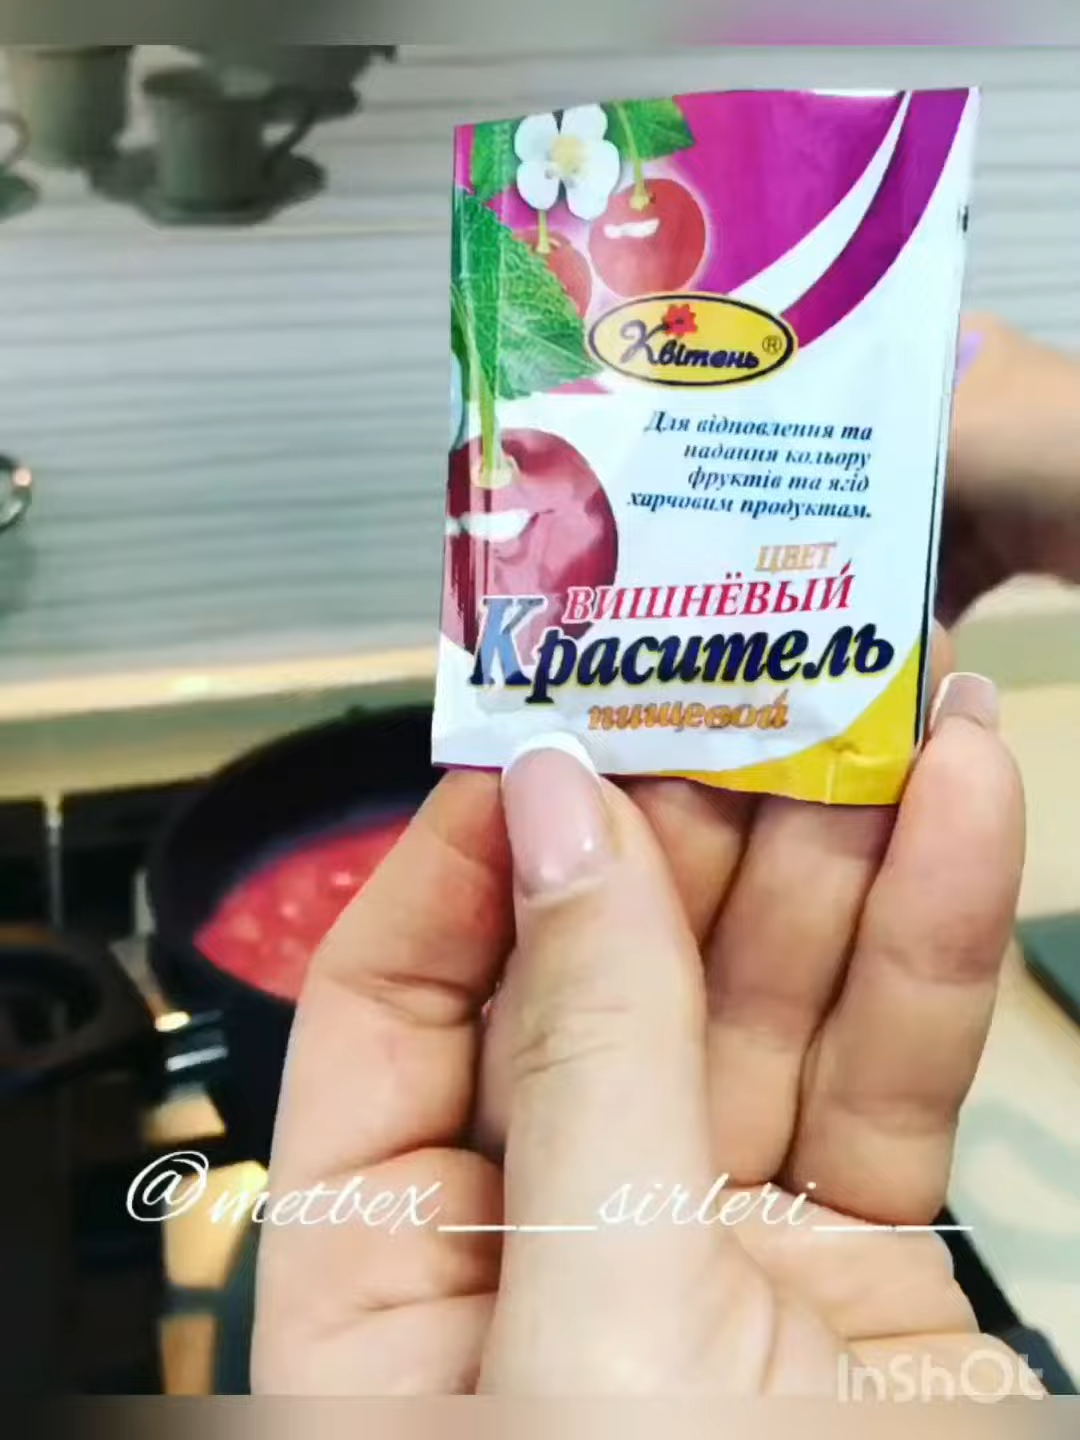 Квітень®
Для відновлення та
надання кольору
фруктів та ягід
харчовим продуктам.
ЦВЕТ
ВИШНЁВЫЙ
Краситель
пищевой
@metbex___sirleri___
InShOt